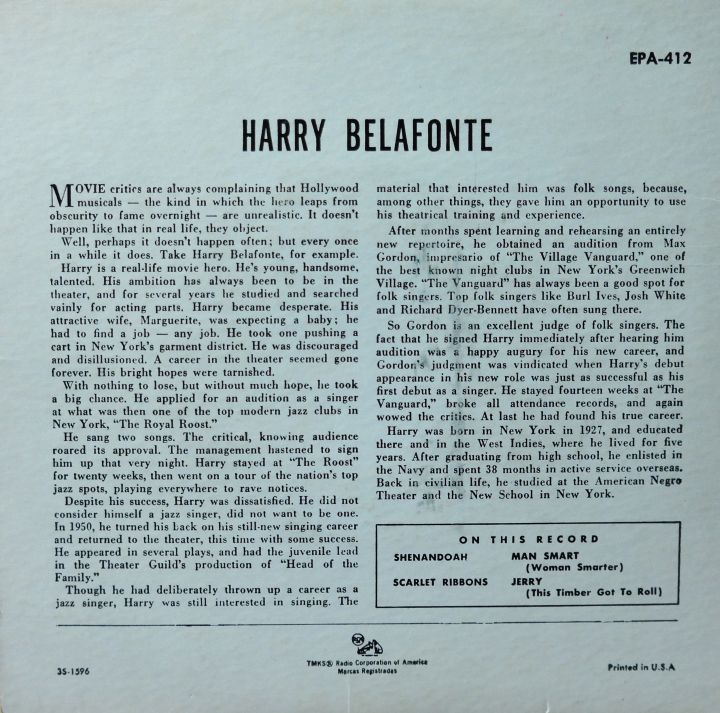 EPA-412
HARRY BELAFONTE
MOVIE critics are always complaining that Hollywood
musicals — the kind in which the hero leaps from
obscurity to fame overnight — are unrealistic. It doesn't
happen like that in real life, they object.
Well, perhaps it doesn't happen often; but every once
in a while it does. Take Harry Belafonte, for example.
Harry is a real-life movie hero. He's young, handsome,
talented. His ambition has always been to be in the
theater, and for several years he studied and searched
vainly for acting parts. Harry became desperate. His
attractive wife, Marguerite, was expecting a baby; he
had to find a job — any job. He took one pushing a
cart in New York's garment district. He was discouraged
and disillusioned. A career in the theater seemed gone
forever. His bright hopes were tarnished.
With nothing to lose, but without much hope, he took
a big chance. He applied for an audition as a singer
at what was then one of the top modern jazz clubs in
New York, "The Royal Roost."
He sang two songs. The critical, knowing audience
roared its approval. The management hastened to sign
him up that very night. Harry stayed at "The Roost"
for twenty weeks, then went on a tour of the nation's top
jazz spots, playing everywhere to rave notices.
Despite his success, Harry was dissatisfied. He did not
consider himself a jazz singer, did not want to be one.
In 1950, he turned his back on his still-new singing career
and returned to the theater, this time with some success.
He appeared in several plays, and had the juvenile lead
in the Theater Guild's production of "Head of the
Family."
Though he had deliberately thrown up a career as a
jazz singer, Harry was still interested in singing. The
material that interested him was folk songs, because,
among other things, they gave him an opportunity to use
his theatrical training and experience.
After months spent learning and rehearsing an entirely
new repertoire, he obtained an audition from Max
Gordon, impresario of "The Village Vanguard," one of
the best known night clubs in New York's Greenwich
Village. "The Vanguard" has always been a good spot for
folk singers. Top folk singers like Burl Ives, Josh White
and Richard Dyer-Bennett have often sung there.
So Gordon is an excellent judge of folk singers. The
fact that he signed Harry immediately after hearing him
audition was a happy augury for his new career, and
Gordon's judgment was vindicated when Harry's debut
appearance in his new role was just as successful as his
first debut as a singer. He stayed fourteen weeks at "The
Vanguard," broke all attendance records, and again
wowed the critics. At last he had found his true career.
Harry was born in New York in 1927, and educated
there and in the West Indies, where he lived for five
years. After graduating from high school, he enlisted in
the Navy and spent 38 months in active service overseas.
Back in civilian life, he studied at the American Negro
Theater and the New School in New York.
ON THIS RECORD
SHENANDOAH MAN SMART
(Woman Smarter)
SCARLET RIBBONS JERRY
(This Timber Got To Roll)
RCA
TMKS® Radio Corporation of America
Marcas Registradas
3S-1596
Printed in U.S.A